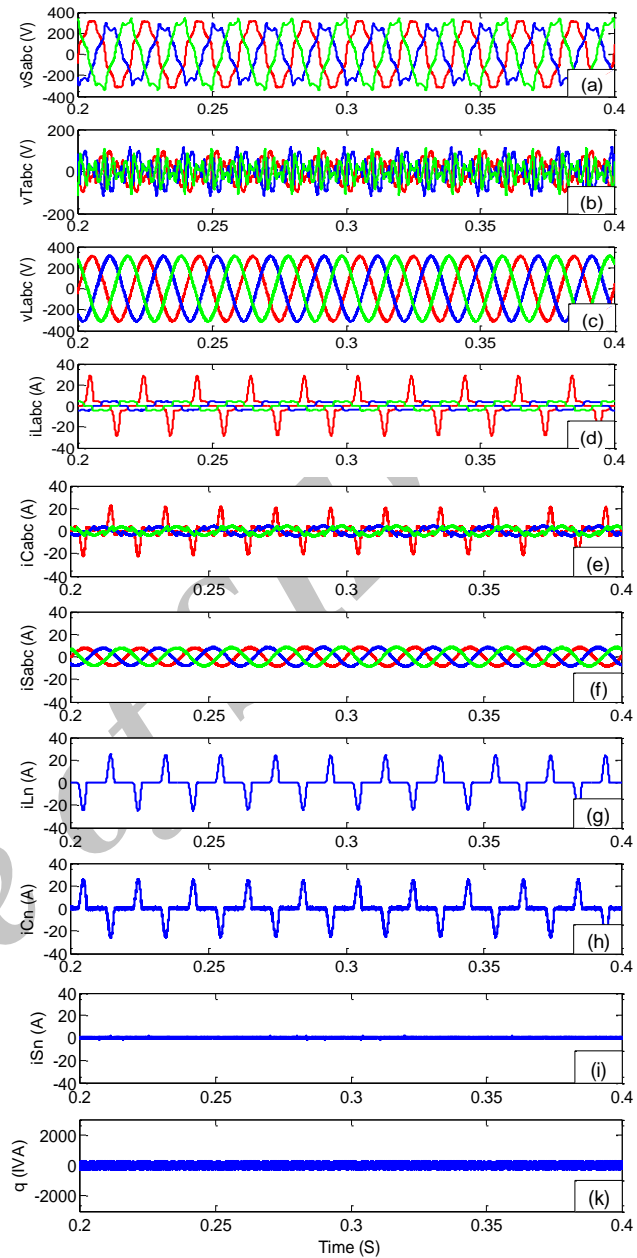 400
200
0
-200
-400
vSabc (V)
0.2 0.25 0.3 0.35 0.4
(a)
200
0
-200
vTabc (V)
0.2 0.25 0.3 0.35 0.4
(b)
400
200
0
-200
-400
vLabc (V)
0.2 0.25 0.3 0.35 0.4
(c)
40
20
0
-20
-40
iLabc (A)
0.2 0.25 0.3 0.35 0.4
(d)
40
20
0
-20
-40
iCabc (A)
0.2 0.25 0.3 0.35 0.4
(e)
40
20
0
-20
iSabc (A)
0.2 0.25 0.3 0.35 0.4
(f)
40
20
0
-20
-40
iLn (A)
0.2 0.25 0.3 0.35 0.4
(g)
40
20
0
-20
-40
iCn (A)
0.2 0.25 0.3 0.35 0.4
(h)
40
20
0
-20
-40
iSn (A)
0.2 0.25 0.3 0.35 0.4
(i)
2000
0
-2000
q (IVA)
0.2 0.25 0.3 0.35 0.4
(k)
Time (S)